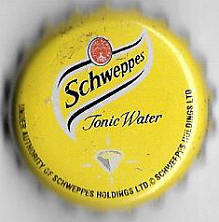 Schweppes
Tonic Water
UNDER AUTHORITY OF SCHWEPPES HOLDINGS LTD. © SCHWEPPES HOLDINGS LTD